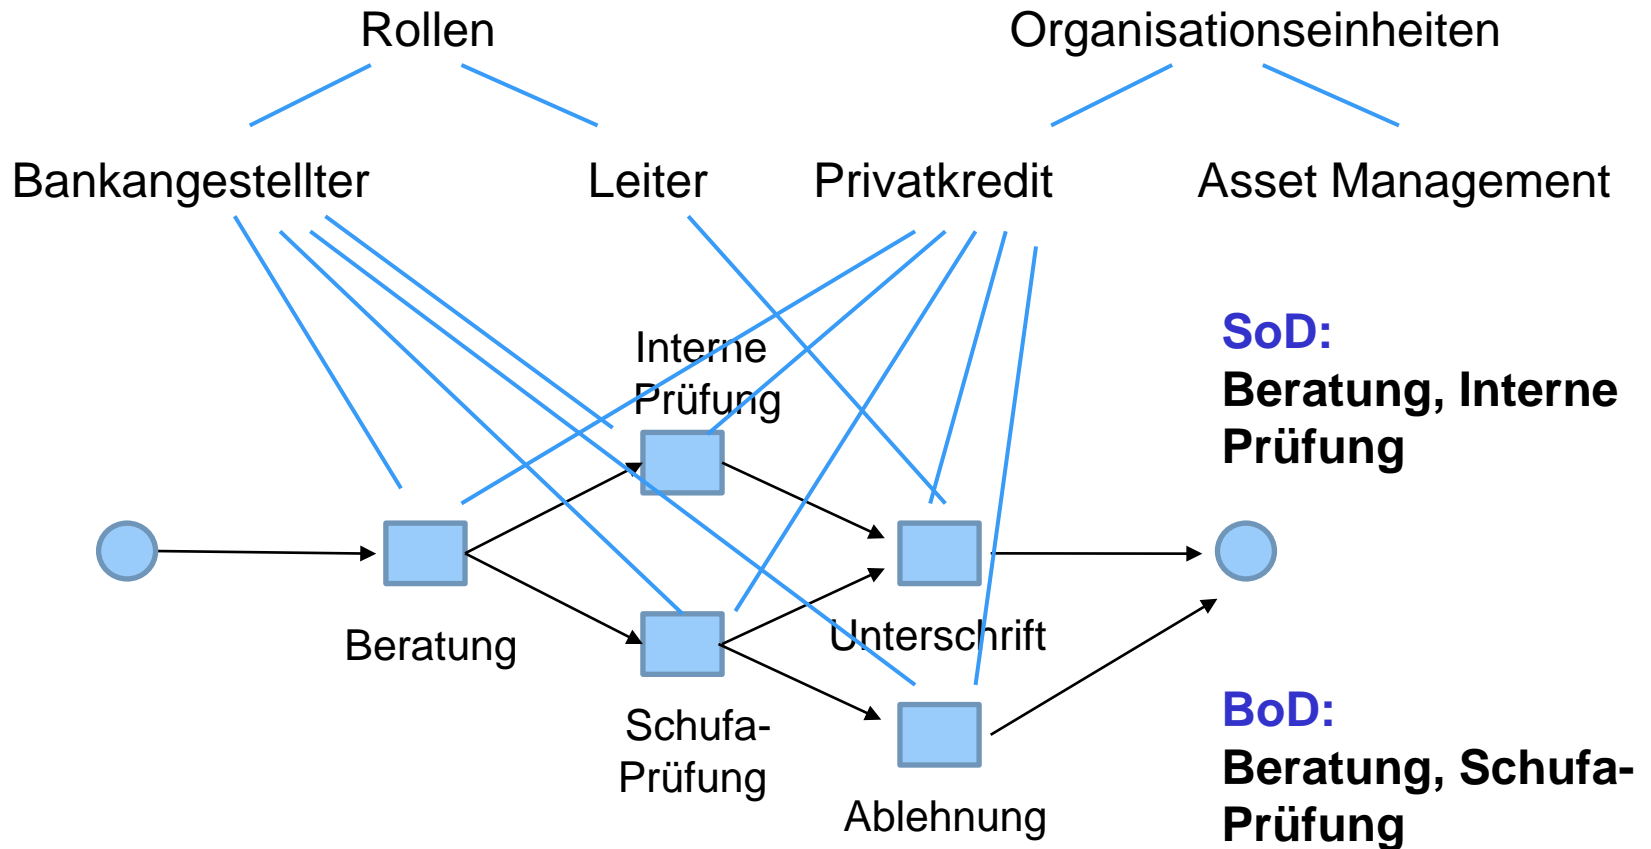 Rollen
Organisationseinheiten
Bankangestellter
Leiter
Privatkredit
Asset Management
Interne
Prüfung
SoD:
Beratung, Interne
Prüfung
Beratung
Unterschrift
Schufa-
Prüfung
Ablehnung
BoD:
Beratung, Schufa-
Prüfung